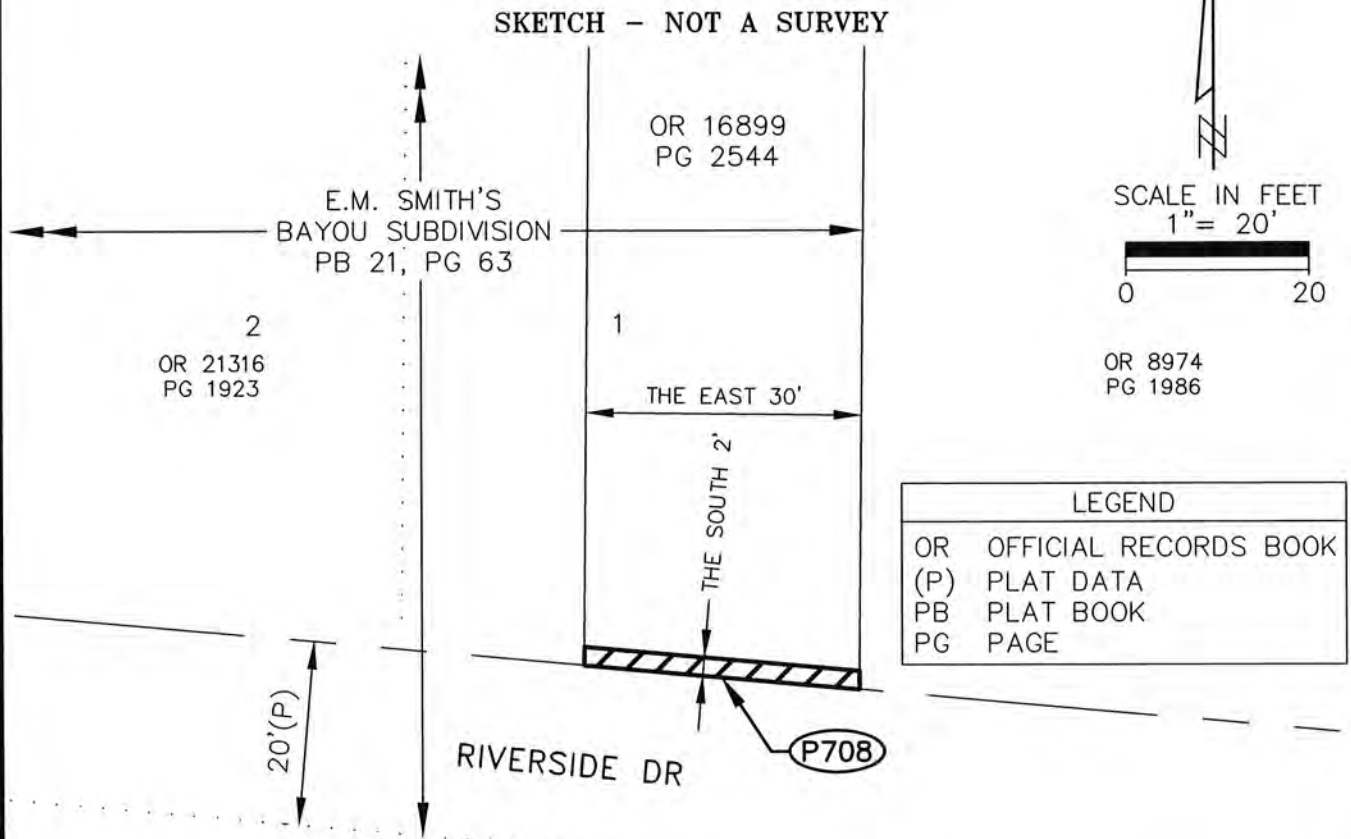 SKETCH – NOT A SURVEY
OR 16899
PG 2544
N
SCALE IN FEET
1"= 20'
0 20
E.M. SMITH'S
BAYOU SUBDIVISION
PB 21, PG 63
2
OR 21316
PG 1923
1
OR 8974
PG 1986
THE EAST 30'
THE SOUTH 2'
LEGEND
OR OFFICIAL RECORDS BOOK
(P) PLAT DATA
PB PLAT BOOK
PG PAGE
20'(P)
RIVERSIDE DR
P708